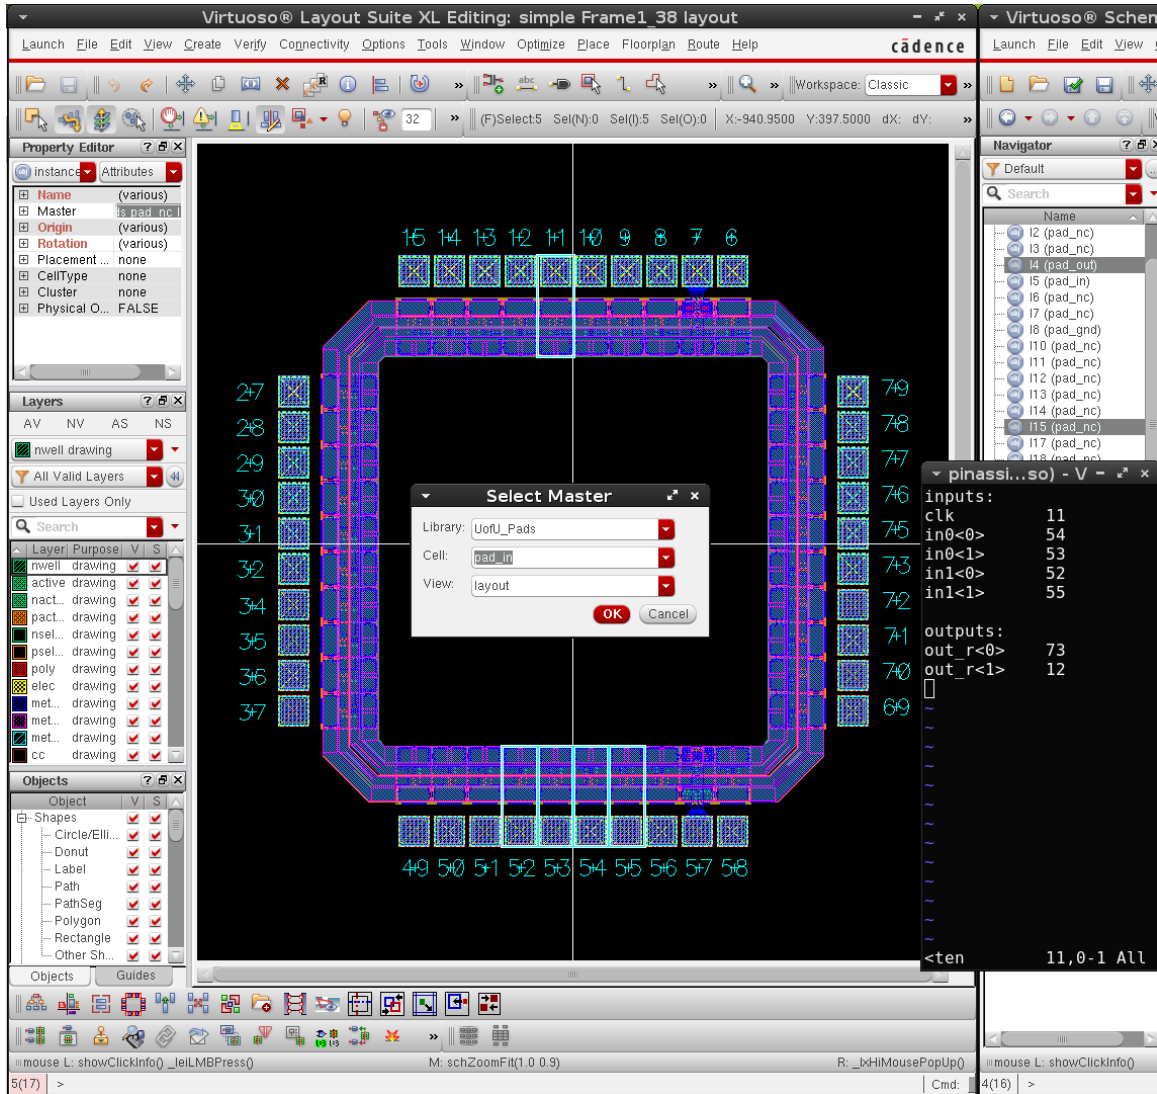 Virtuoso® Layout Suite XL Editing: simple Frame1_38 layout
Launch File Edit View Create Verify Connectivity Options Tools Window Optimize Place Floorplan Route Help
cādence
» » » Workspace: Classic »
32 » (F)Select:5 Sel(N):0 Sel(I):5 Sel(O):0 X:-940.9500 Y:397.5000 dX: dY: »
Property Editor
instance Attributes
Name (various)
Master ls pad_nc l
Origin (various)
Rotation (various)
Placement ... none
CellType none
Cluster none
Physical O... FALSE
Layers
AV NV AS NS
nwell drawing
All Valid Layers
Used Layers Only
Search
Layer Purpose V S
nwell drawing
active drawing
nact... drawing
pact... drawing
nsel... drawing
psel... drawing
poly drawing
elec drawing
met... drawing
met... drawing
met... drawing
cc drawing
Objects
Object V S
Shapes
Circle/Elli...
Donut
Label
Path
PathSeg
Polygon
Rectangle
Other Sh...
Objects Guides
15 14 13 12 11 10 9 8 7 6
27
28
29
30
31
32
34
35
36
37
79
78
77
76
75
73
72
71
70
69
49 50 51 52 53 54 55 56 57 58
Select Master
Library: UofU_Pads
Cell: pad_in
View: layout
OK Cancel
mouse L: showClickInfo() _leiLMBPress() M: schZoomFit(1.0 0.9) R: _lxHiMousePopUp()
5(17) > Cmd:
Virtuoso® Schem
Launch File Edit View
Navigator
Default
Search
Name
I2 (pad_nc)
I3 (pad_nc)
I4 (pad_out)
I5 (pad_in)
I6 (pad_nc)
I7 (pad_nc)
I8 (pad_gnd)
I10 (pad_nc)
I11 (pad_nc)
I12 (pad_nc)
I13 (pad_nc)
I14 (pad_nc)
I15 (pad_nc)
I17 (pad_nc)
I18 (pad_nc)
pinassi...so) - V
inputs:
clk 11
in0<0> 54
in0<1> 53
in1<0> 52
in1<1> 55
outputs:
out_r<0> 73
out_r<1> 12
~
~
~
~
~
~
~
~
~
~
~
~
~
<ten 11,0-1 All
mouse L: showClickInfo()
4(16) >